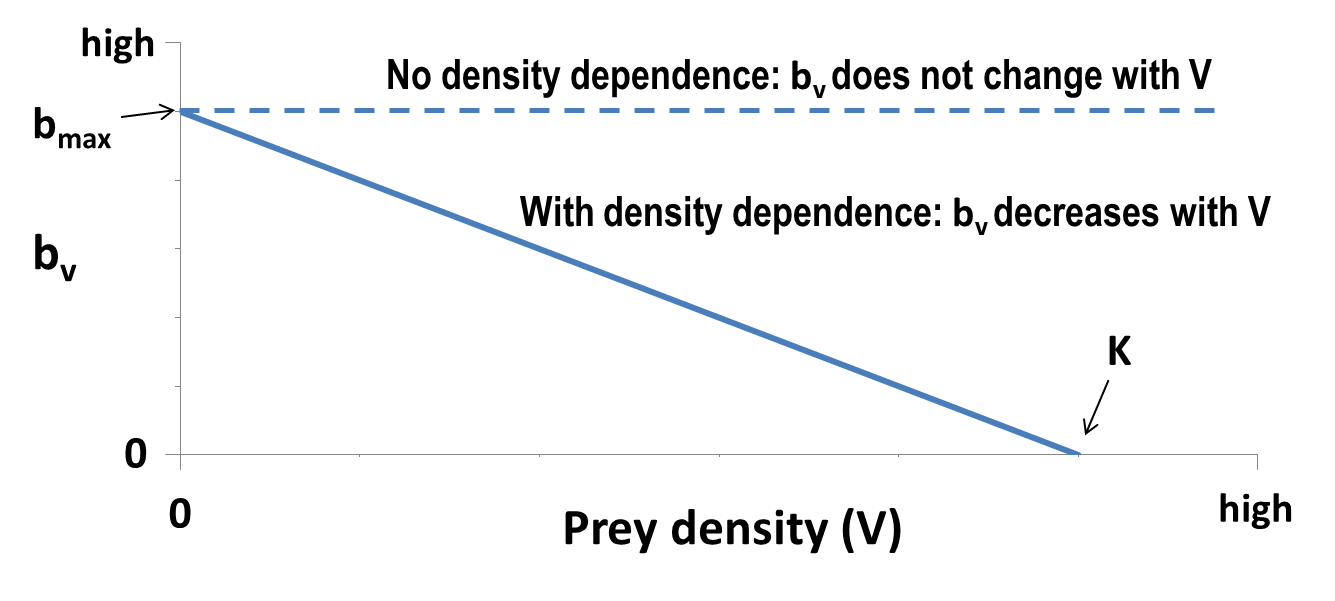 high
No density dependence: bv does not change with V
bmax
With density dependence: bv decreases with V
bv
K
0
0
high
Prey density (V)